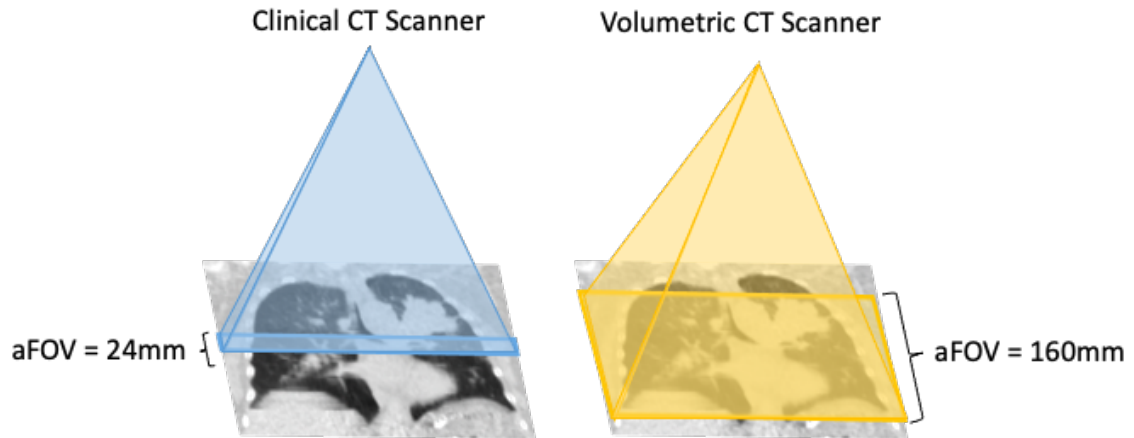 Clinical CT Scanner
Volumetric CT Scanner
aFOV = 24mm
aFOV = 160mm